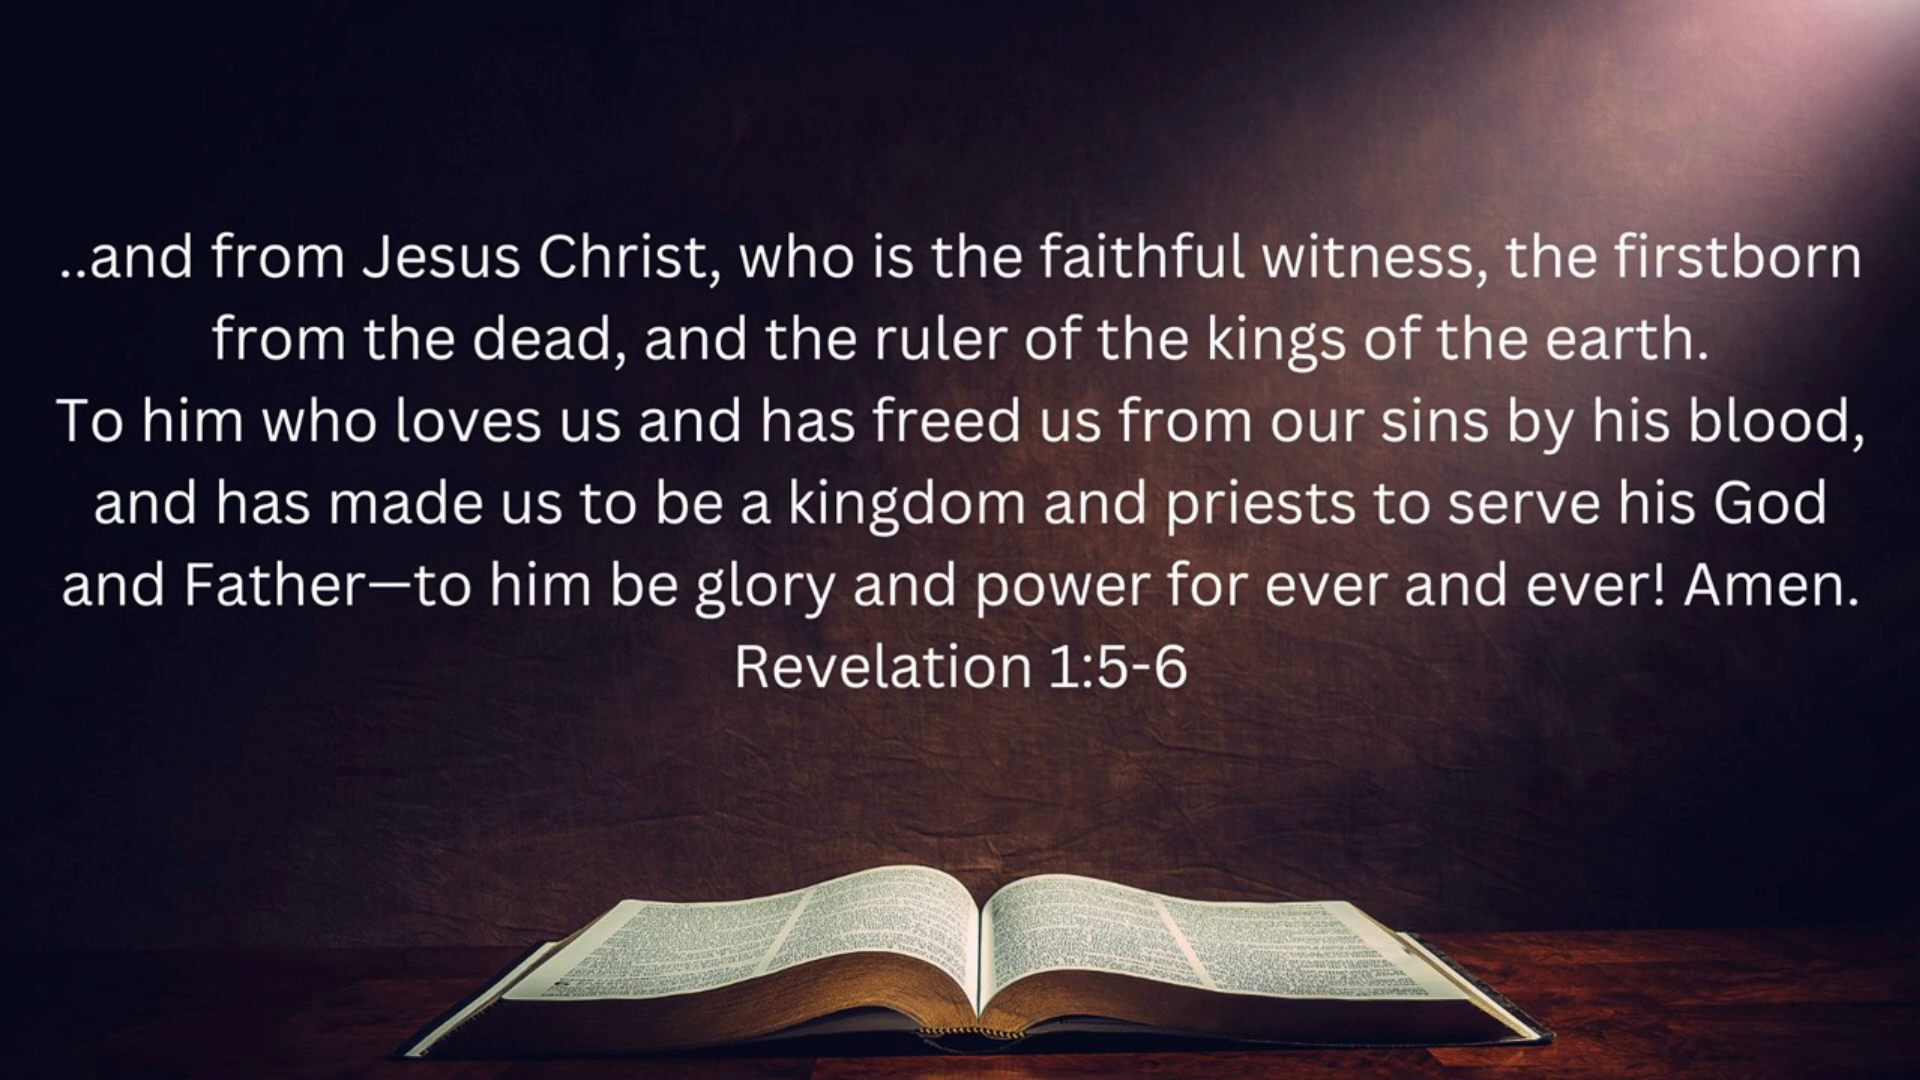 ..and from Jesus Christ, who is the faithful witness, the firstborn
from the dead, and the ruler of the kings of the earth.
To him who loves us and has freed us from our sins by his blood,
and has made us to be a kingdom and priests to serve his God
and Father—to him be glory and power for ever and ever! Amen.
Revelation 1:5-6